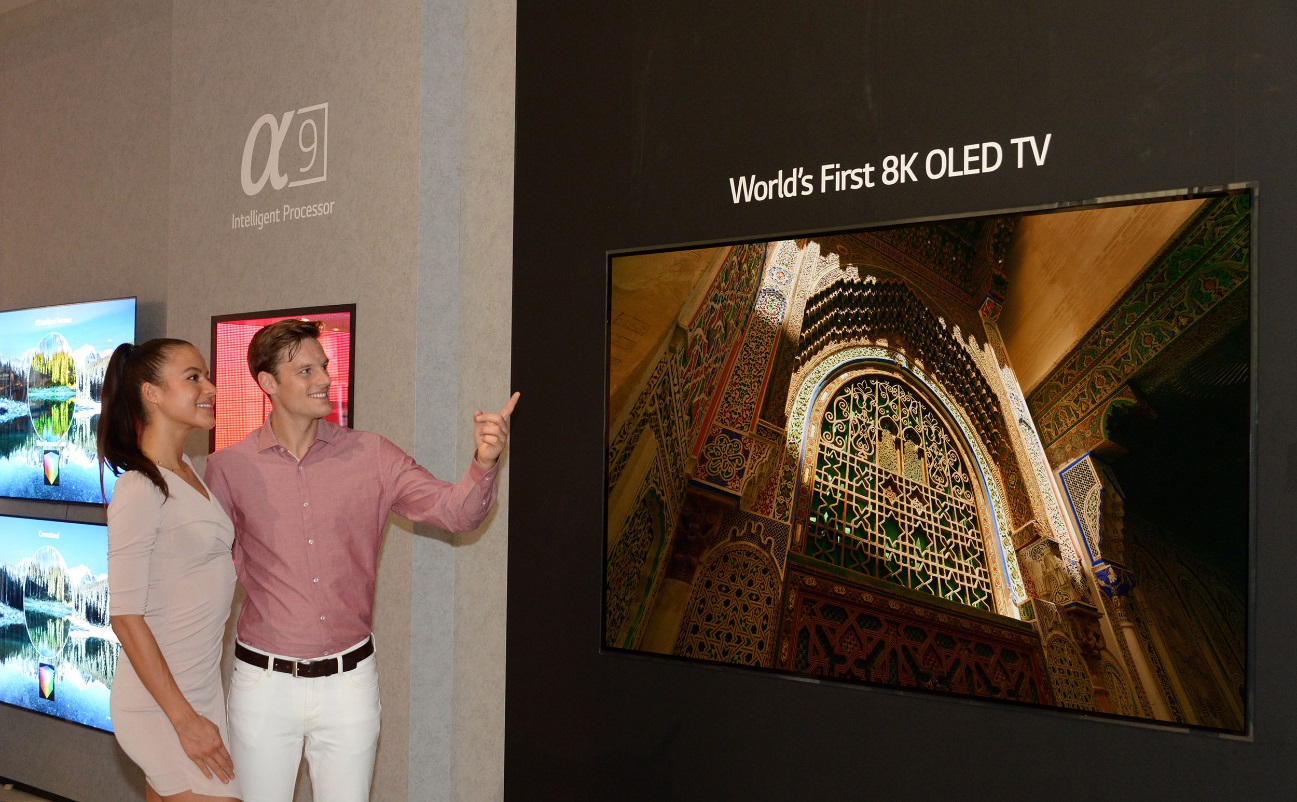 α9
Intelligent Processor
World's First 8K OLED TV